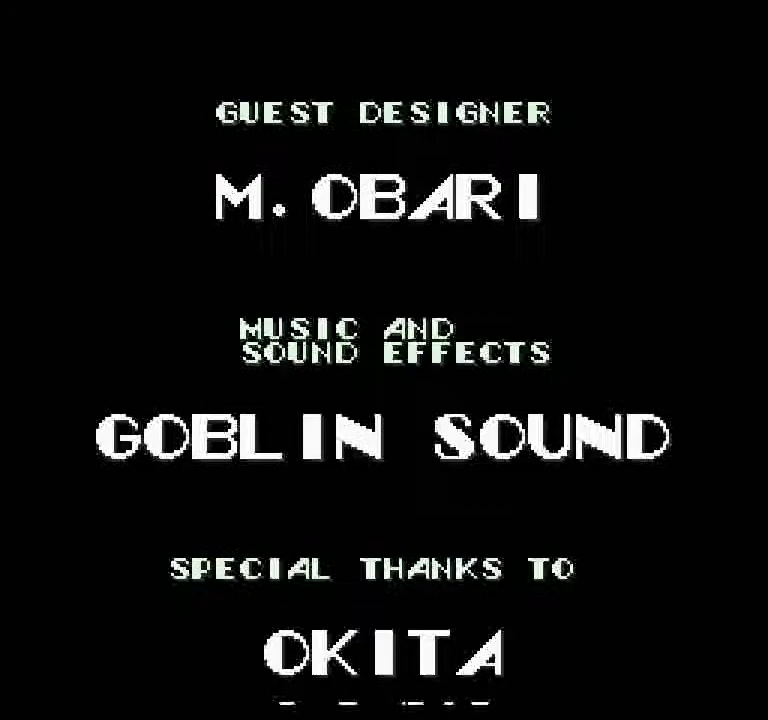 GUEST DESIGNER
M. OBARI
MUSIC AND
SOUND EFFECTS
GOBLIN SOUND
SPECIAL THANKS TO
OKITA